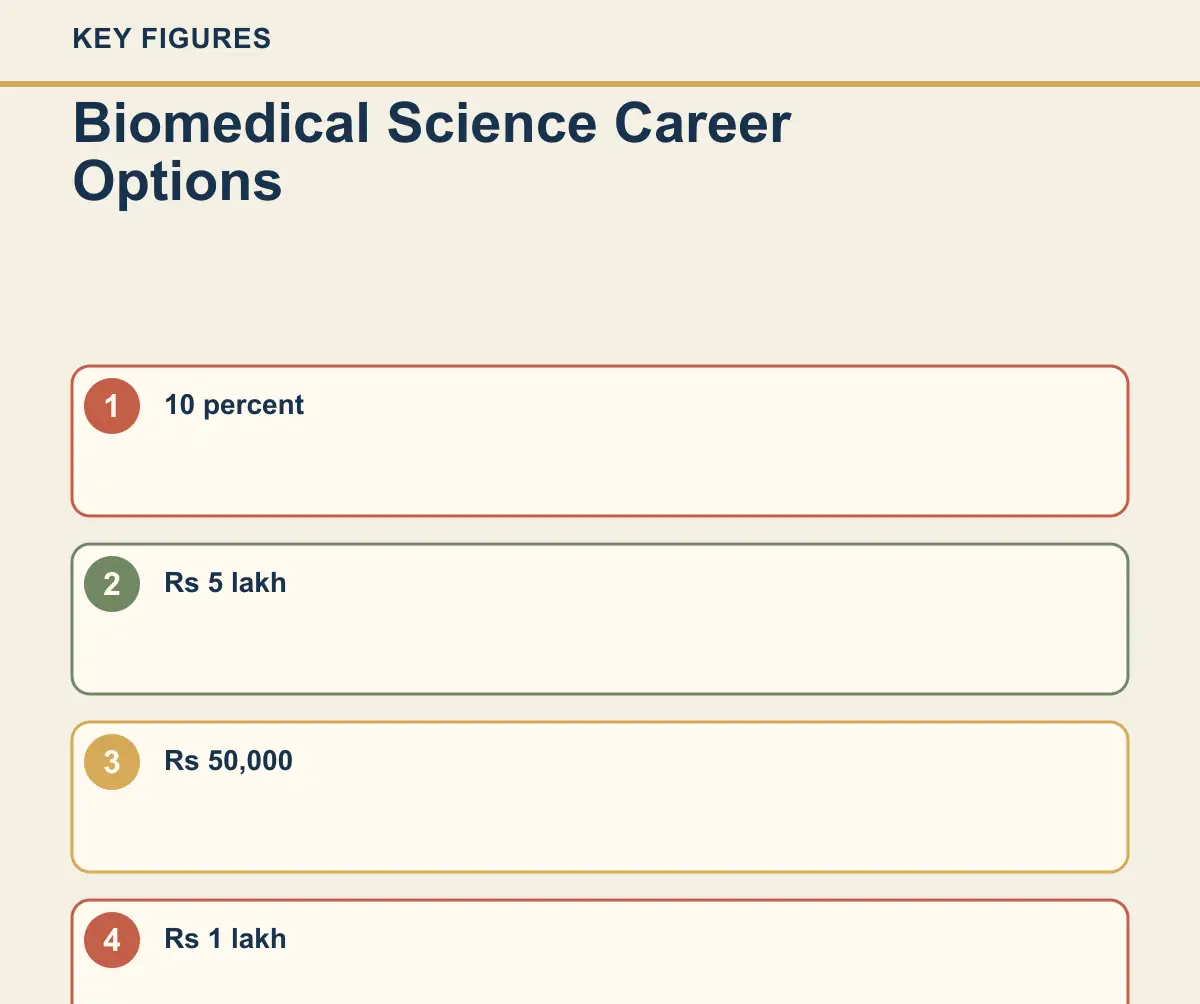 KEY FIGURES
Biomedical Science Career
Options
1 10 percent
2 Rs 5 lakh
3 Rs 50,000
4 Rs 1 lakh